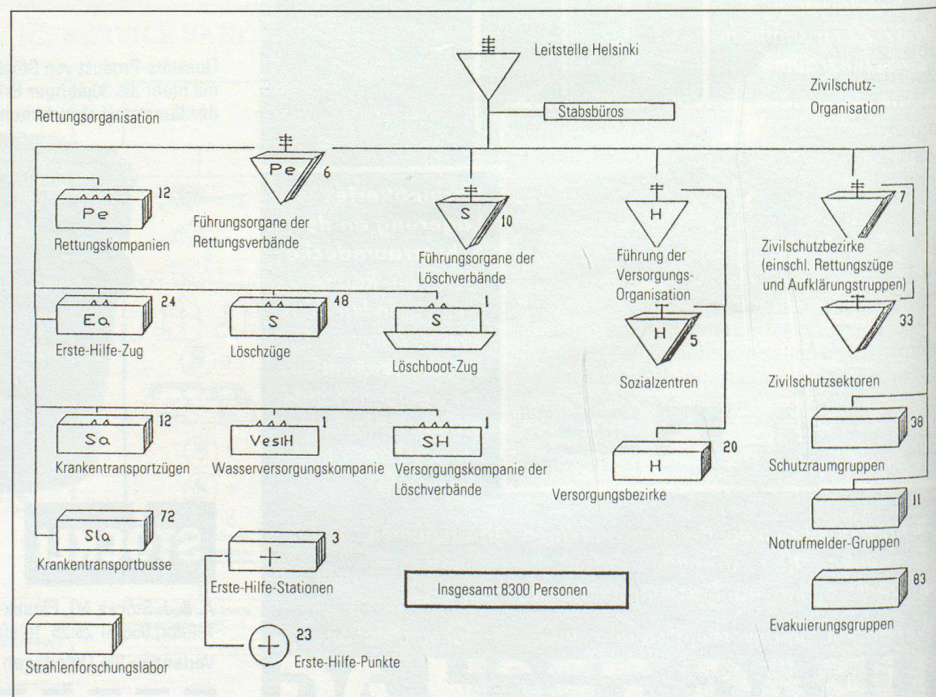 Leitstelle Helsinki
Stabsbüros
Zivilschutz-
Organisation
Rettungsorganisation
12
Pe
Rettungskompanien
Pe
6
Führungsorgane der
Rettungsverbände
S
10
Führungsorgane der
Löschverbände
H
Führung der
Versorgungs-
Organisation
7
Zivilschutzbezirke
(einschl. Rettungszüge
und Aufklärungstruppen)
24
Ea
Erste-Hilfe-Zug
48
S
Löschzüge
1
S
Löschboot-Zug
H
5
Sozialzentren
33
Zivilschutzsektoren
12
Sa
Krankentransportzügen
1
VesiH
Wasserversorgungskompanie
1
SH
Versorgungskompanie der
Löschverbände
20
H
Versorgungsbezirke
38
Schutzraumgruppen
72
Sla
Krankentransportbusse
3
Erste-Hilfe-Stationen
11
Notrufmelder-Gruppen
Insgesamt 8300 Personen
83
Evakuierungsgruppen
Strahlenforschungslabor
23
Erste-Hilfe-Punkte